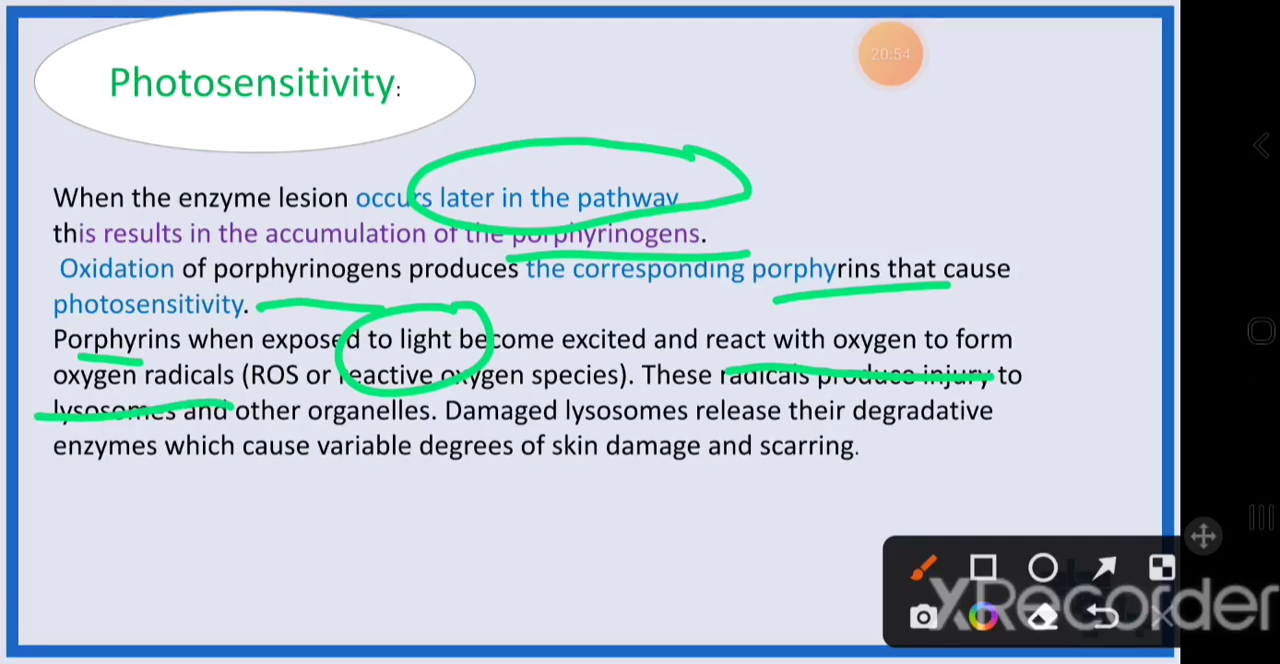 Photosensitivity:
20:54
When the enzyme lesion occurs later in the pathway
this results in the accumulation of the porphyrinogens.
Oxidation of porphyrinogens produces the corresponding porphyrins that cause
photosensitivity.
Porphyrins when exposed to light become excited and react with oxygen to form
oxygen radicals (ROS or reactive oxygen species). These radicals produce injury to
lysosomes and other organelles. Damaged lysosomes release their degradative
enzymes which cause variable degrees of skin damage and scarring.
XRecorder